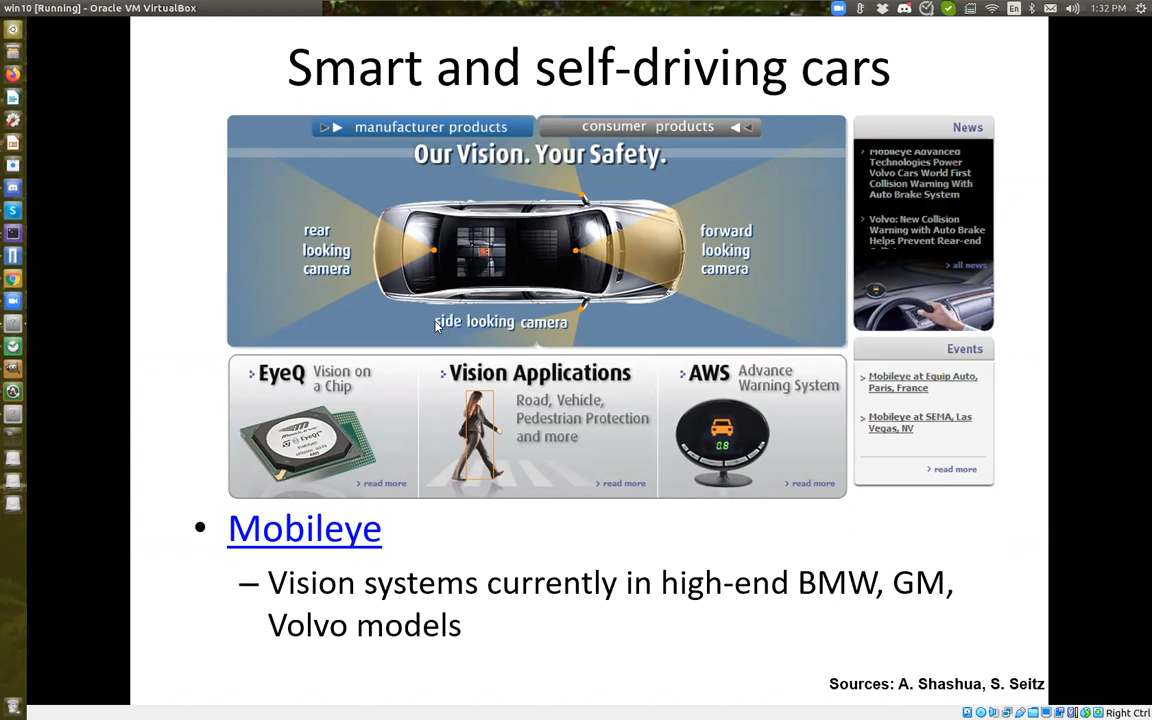 win10 [Running] - Oracle VM VirtualBox
En
1:32 PM
Smart and self-driving cars
manufacturer products
consumer products
Our Vision. Your Safety.
rear
looking
camera
forward
looking
camera
side looking camera
News
Mobileye Advanced
Technologies Power
Volvo Cars World First
Collision Warning With
Auto Brake System
Volvo: New Collision
Warning with Auto Brake
Helps Prevent Rear-end
all news
EyeQ Vision on
a Chip
read more
Vision Applications
Road, Vehicle,
Pedestrian Protection
and more
read more
AWS Advance
Warning System
0.8
read more
Events
Mobileye at Equip Auto,
Paris, France
Mobileye at SEMA, Las
Vegas, NV
read more
• Mobileye
– Vision systems currently in high-end BMW, GM,
Volvo models
Sources: A. Shashua, S. Seitz
Right Ctrl